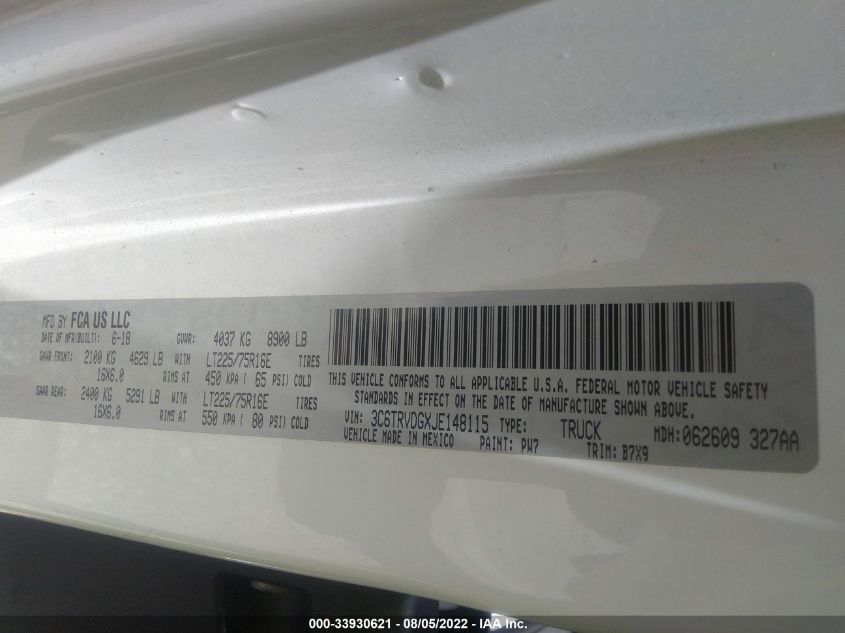 MFD BY FCA US LLC
DATE OF MFR(BUILT): 6-18 GVWR: 4037 KG 8900 LB
GAWR FRONT: 2100 KG 4629 LB WITH LT225/75R16E TIRES
16X6.0 RIMS AT 450 KPA ( 65 PSI) COLD
GAWR REAR: 2400 KG 5291 LB WITH LT225/75R16E TIRES
16X6.0 RIMS AT 550 KPA ( 80 PSI) COLD
THIS VEHICLE CONFORMS TO ALL APPLICABLE U.S.A. FEDERAL MOTOR VEHICLE SAFETY
STANDARDS IN EFFECT ON THE DATE OF MANUFACTURE SHOWN ABOVE.
VIN: 3C6TRVDGXJE148115 TYPE: TRUCK MDH:062609 327AA
VEHICLE MADE IN MEXICO PAINT: PW7 TRIM: B7X9
000-33930621 - 08/05/2022 - IAA Inc.